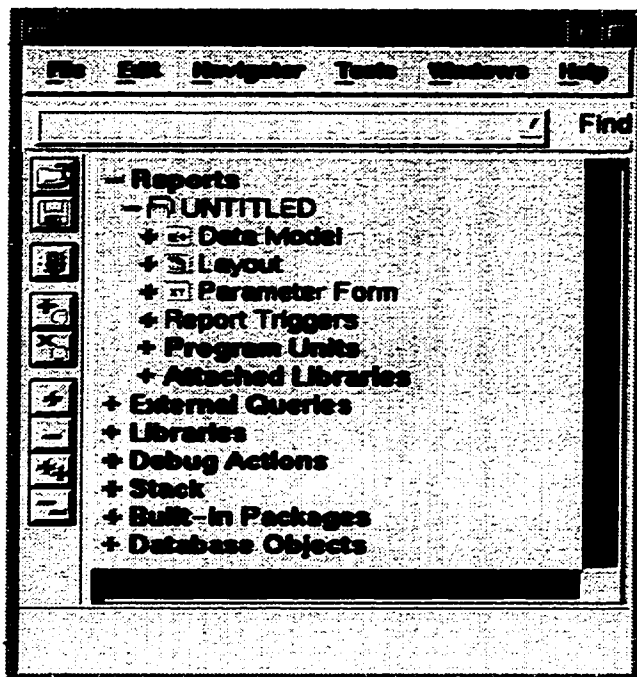 File Edit Navigator Tools Windows Help
Find
− Reports
− UNTITLED
+ Data Model
+ Layout
+ Parameter Form
+ Report Triggers
+ Program Units
+ Attached Libraries
+ External Queries
+ Libraries
+ Debug Actions
+ Stack
+ Built-in Packages
+ Database Objects